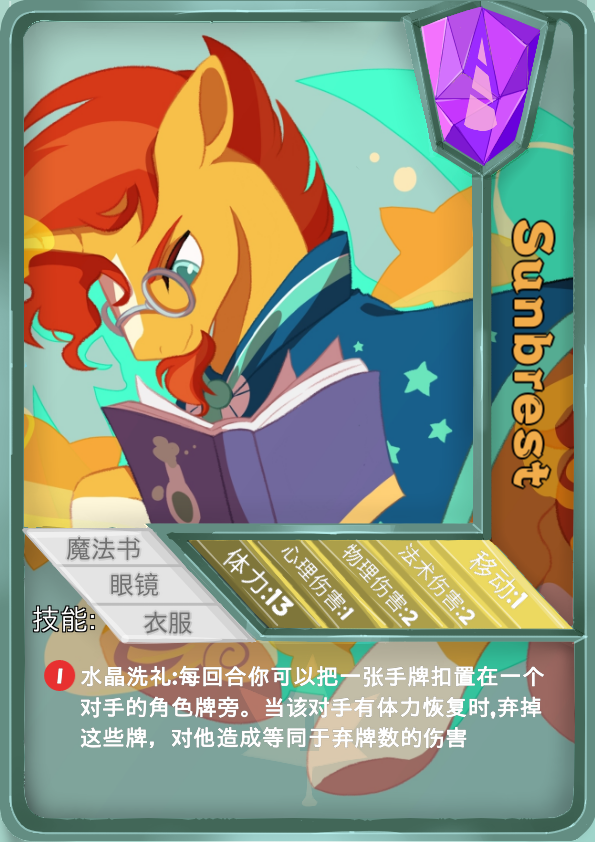 Sunbrest
魔法书
眼镜
衣服
体力:13
心理伤害:1
物理伤害:2
法术伤害:2
移动:1
技能:
1 水晶洗礼:每回合你可以把一张手牌扣置在一个
对手的角色牌旁。当该对手有体力恢复时,弃掉
这些牌，对他造成等同于弃牌数的伤害